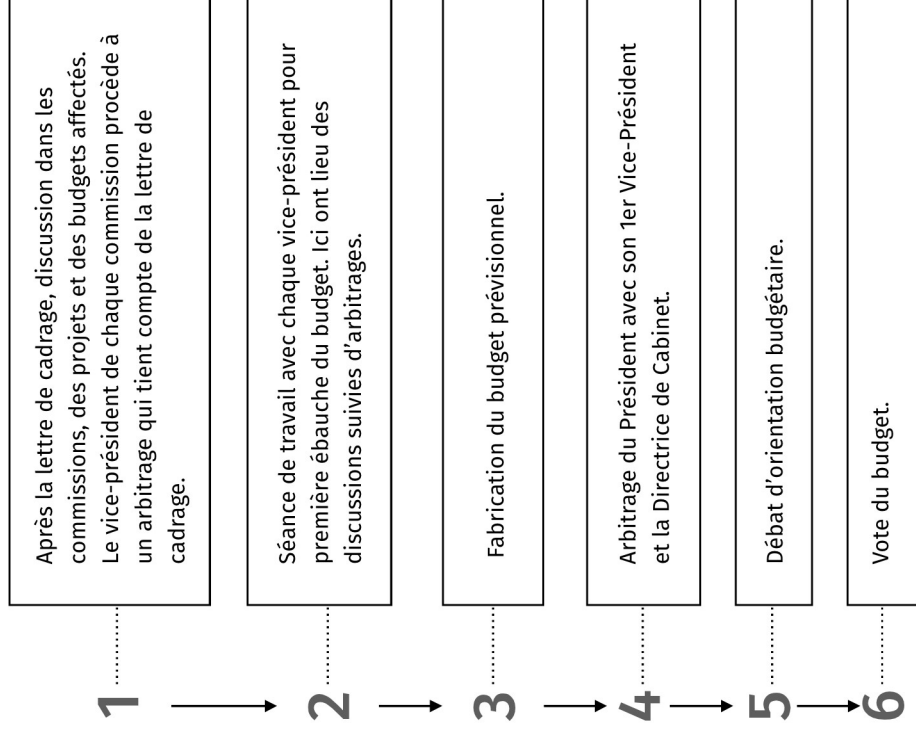 1
Après la lettre de cadrage, discussion dans les
commissions, des projets et des budgets affectés.
Le vice-président de chaque commission procède à
un arbitrage qui tient compte de la lettre de
cadrage.
2
Séance de travail avec chaque vice-président pour
première ébauche du budget. Ici ont lieu des
discussions suivies d’arbitrages.
3
Fabrication du budget prévisionnel.
4
Arbitrage du Président avec son 1er Vice-Président
et la Directrice de Cabinet.
5
Débat d’orientation budgétaire.
6
Vote du budget.